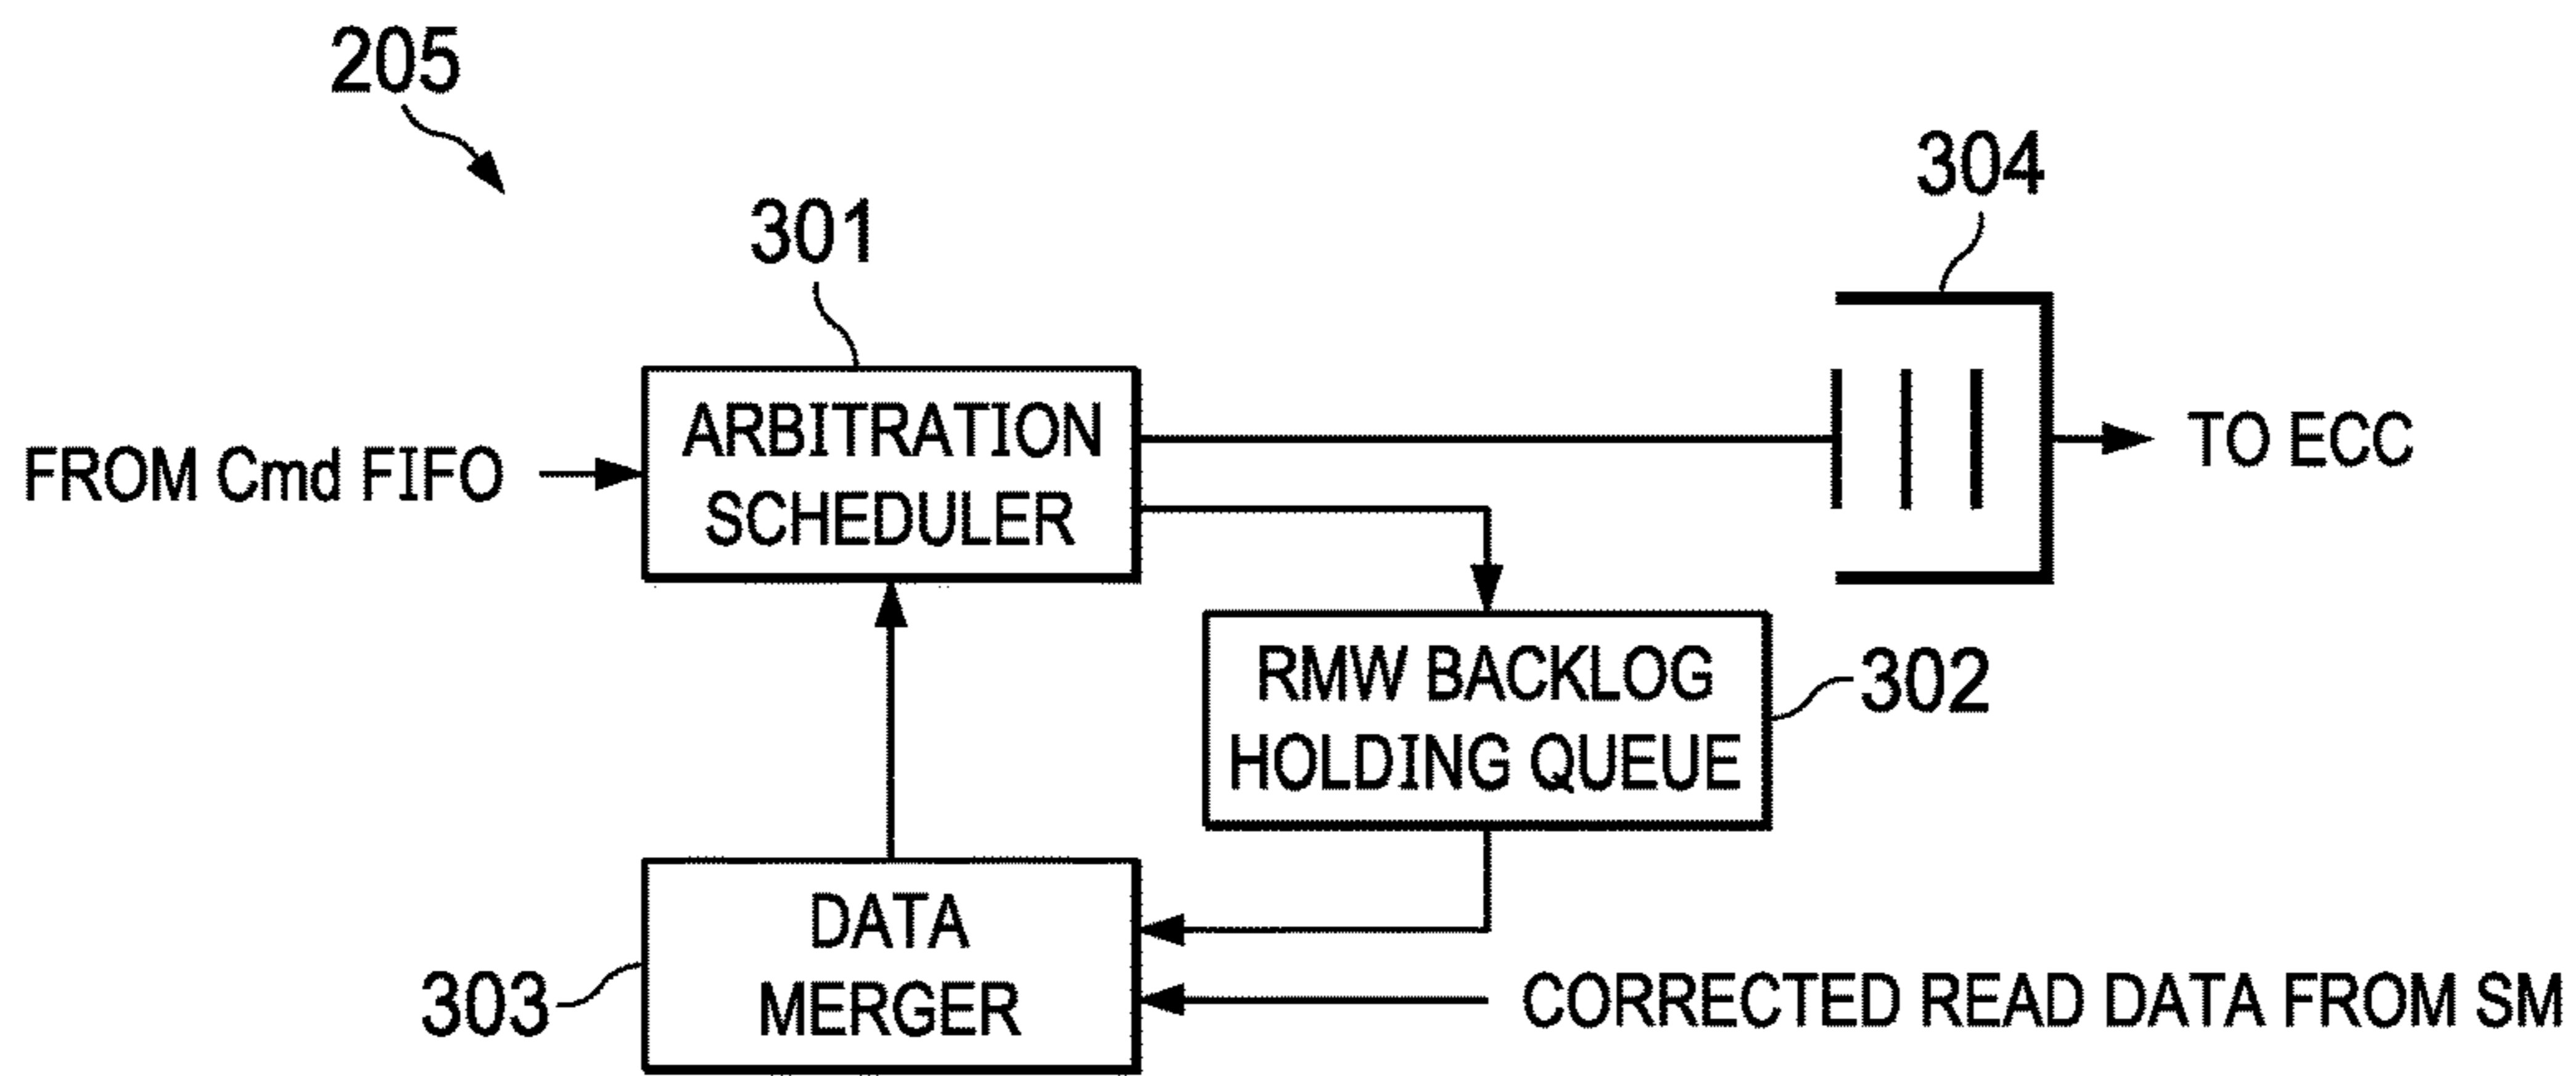 205
304
301
ARBITRATION
SCHEDULER
FROM Cmd FIFO
TO ECC
RMW BACKLOG
HOLDING QUEUE
302
DATA
MERGER
303
CORRECTED READ DATA FROM SM